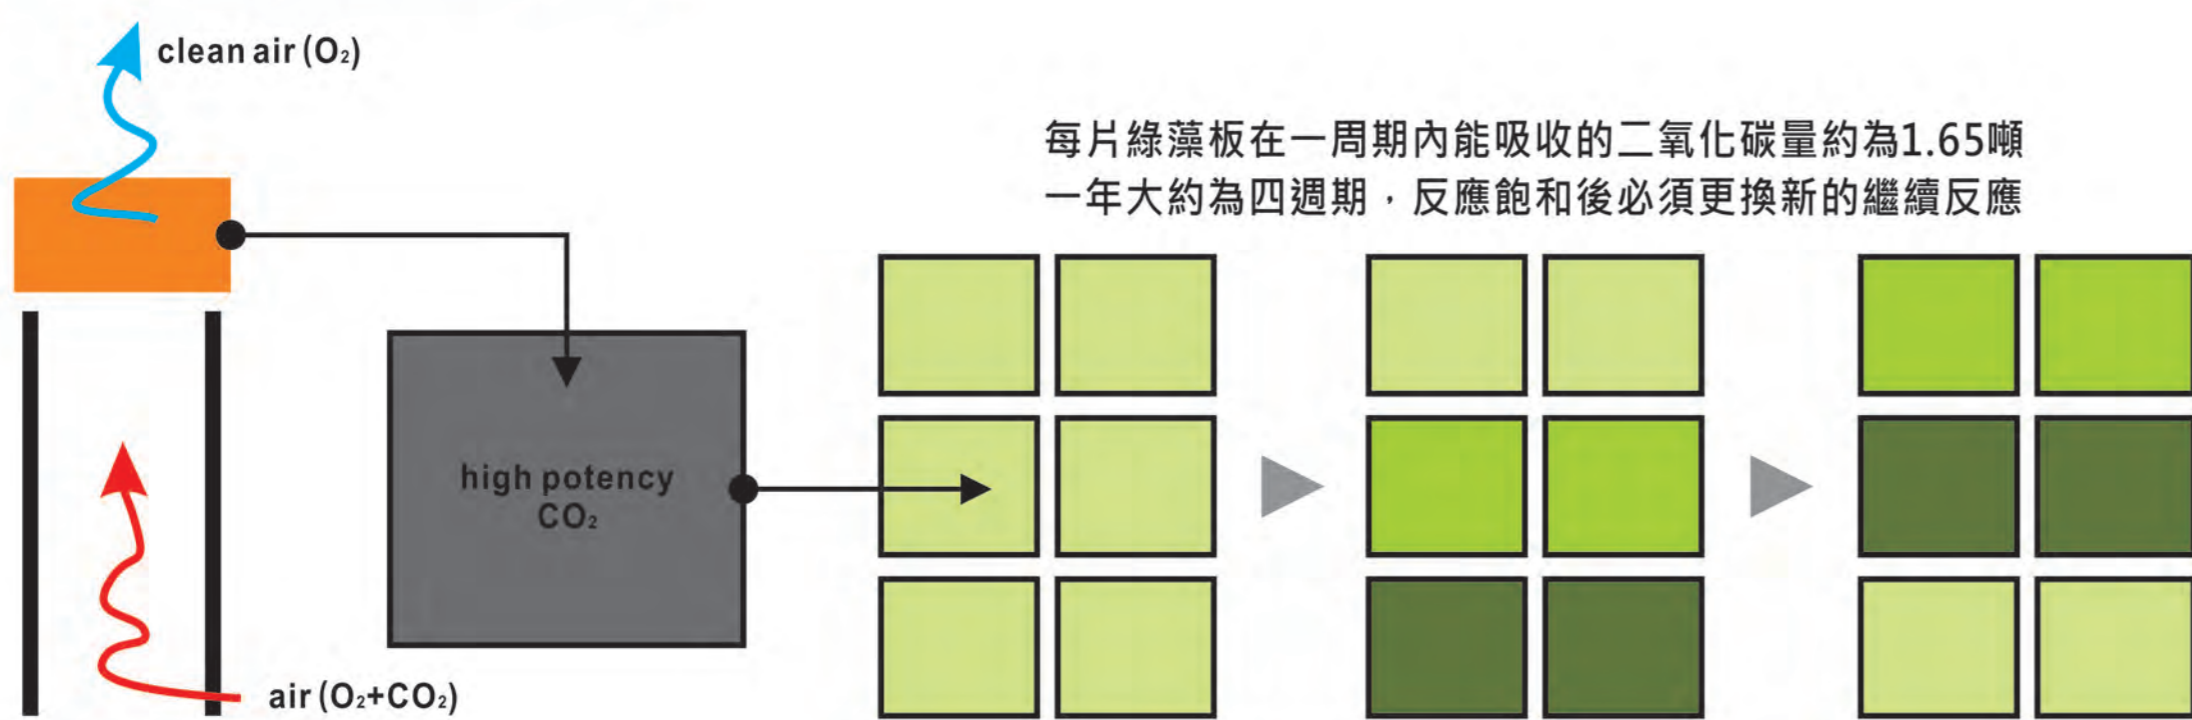 clean air (O₂)
每片綠藻板在一周期內能吸收的二氧化碳量約為1.65噸
一年大約為四週期，反應飽和後必須更換新的繼續反應
high potency
CO₂
air (O₂+CO₂)